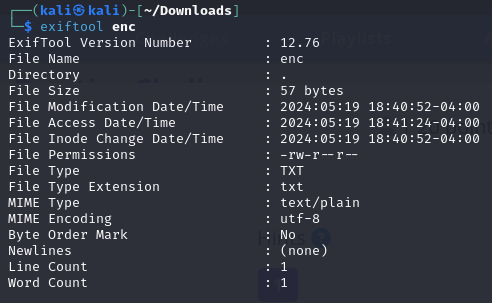 ┌──(kali㉿kali)-[~/Downloads]
└─$ exiftool enc
ExifTool Version Number         : 12.76
File Name                       : enc
Directory                       : .
File Size                       : 57 bytes
File Modification Date/Time     : 2024:05:19 18:40:52-04:00
File Access Date/Time           : 2024:05:19 18:41:24-04:00
File Inode Change Date/Time     : 2024:05:19 18:40:52-04:00
File Permissions                : -rw-r--r--
File Type                       : TXT
File Type Extension             : txt
MIME Type                       : text/plain
MIME Encoding                   : utf-8
Byte Order Mark                 : No
Newlines                        : (none)
Line Count                      : 1
Word Count                      : 1